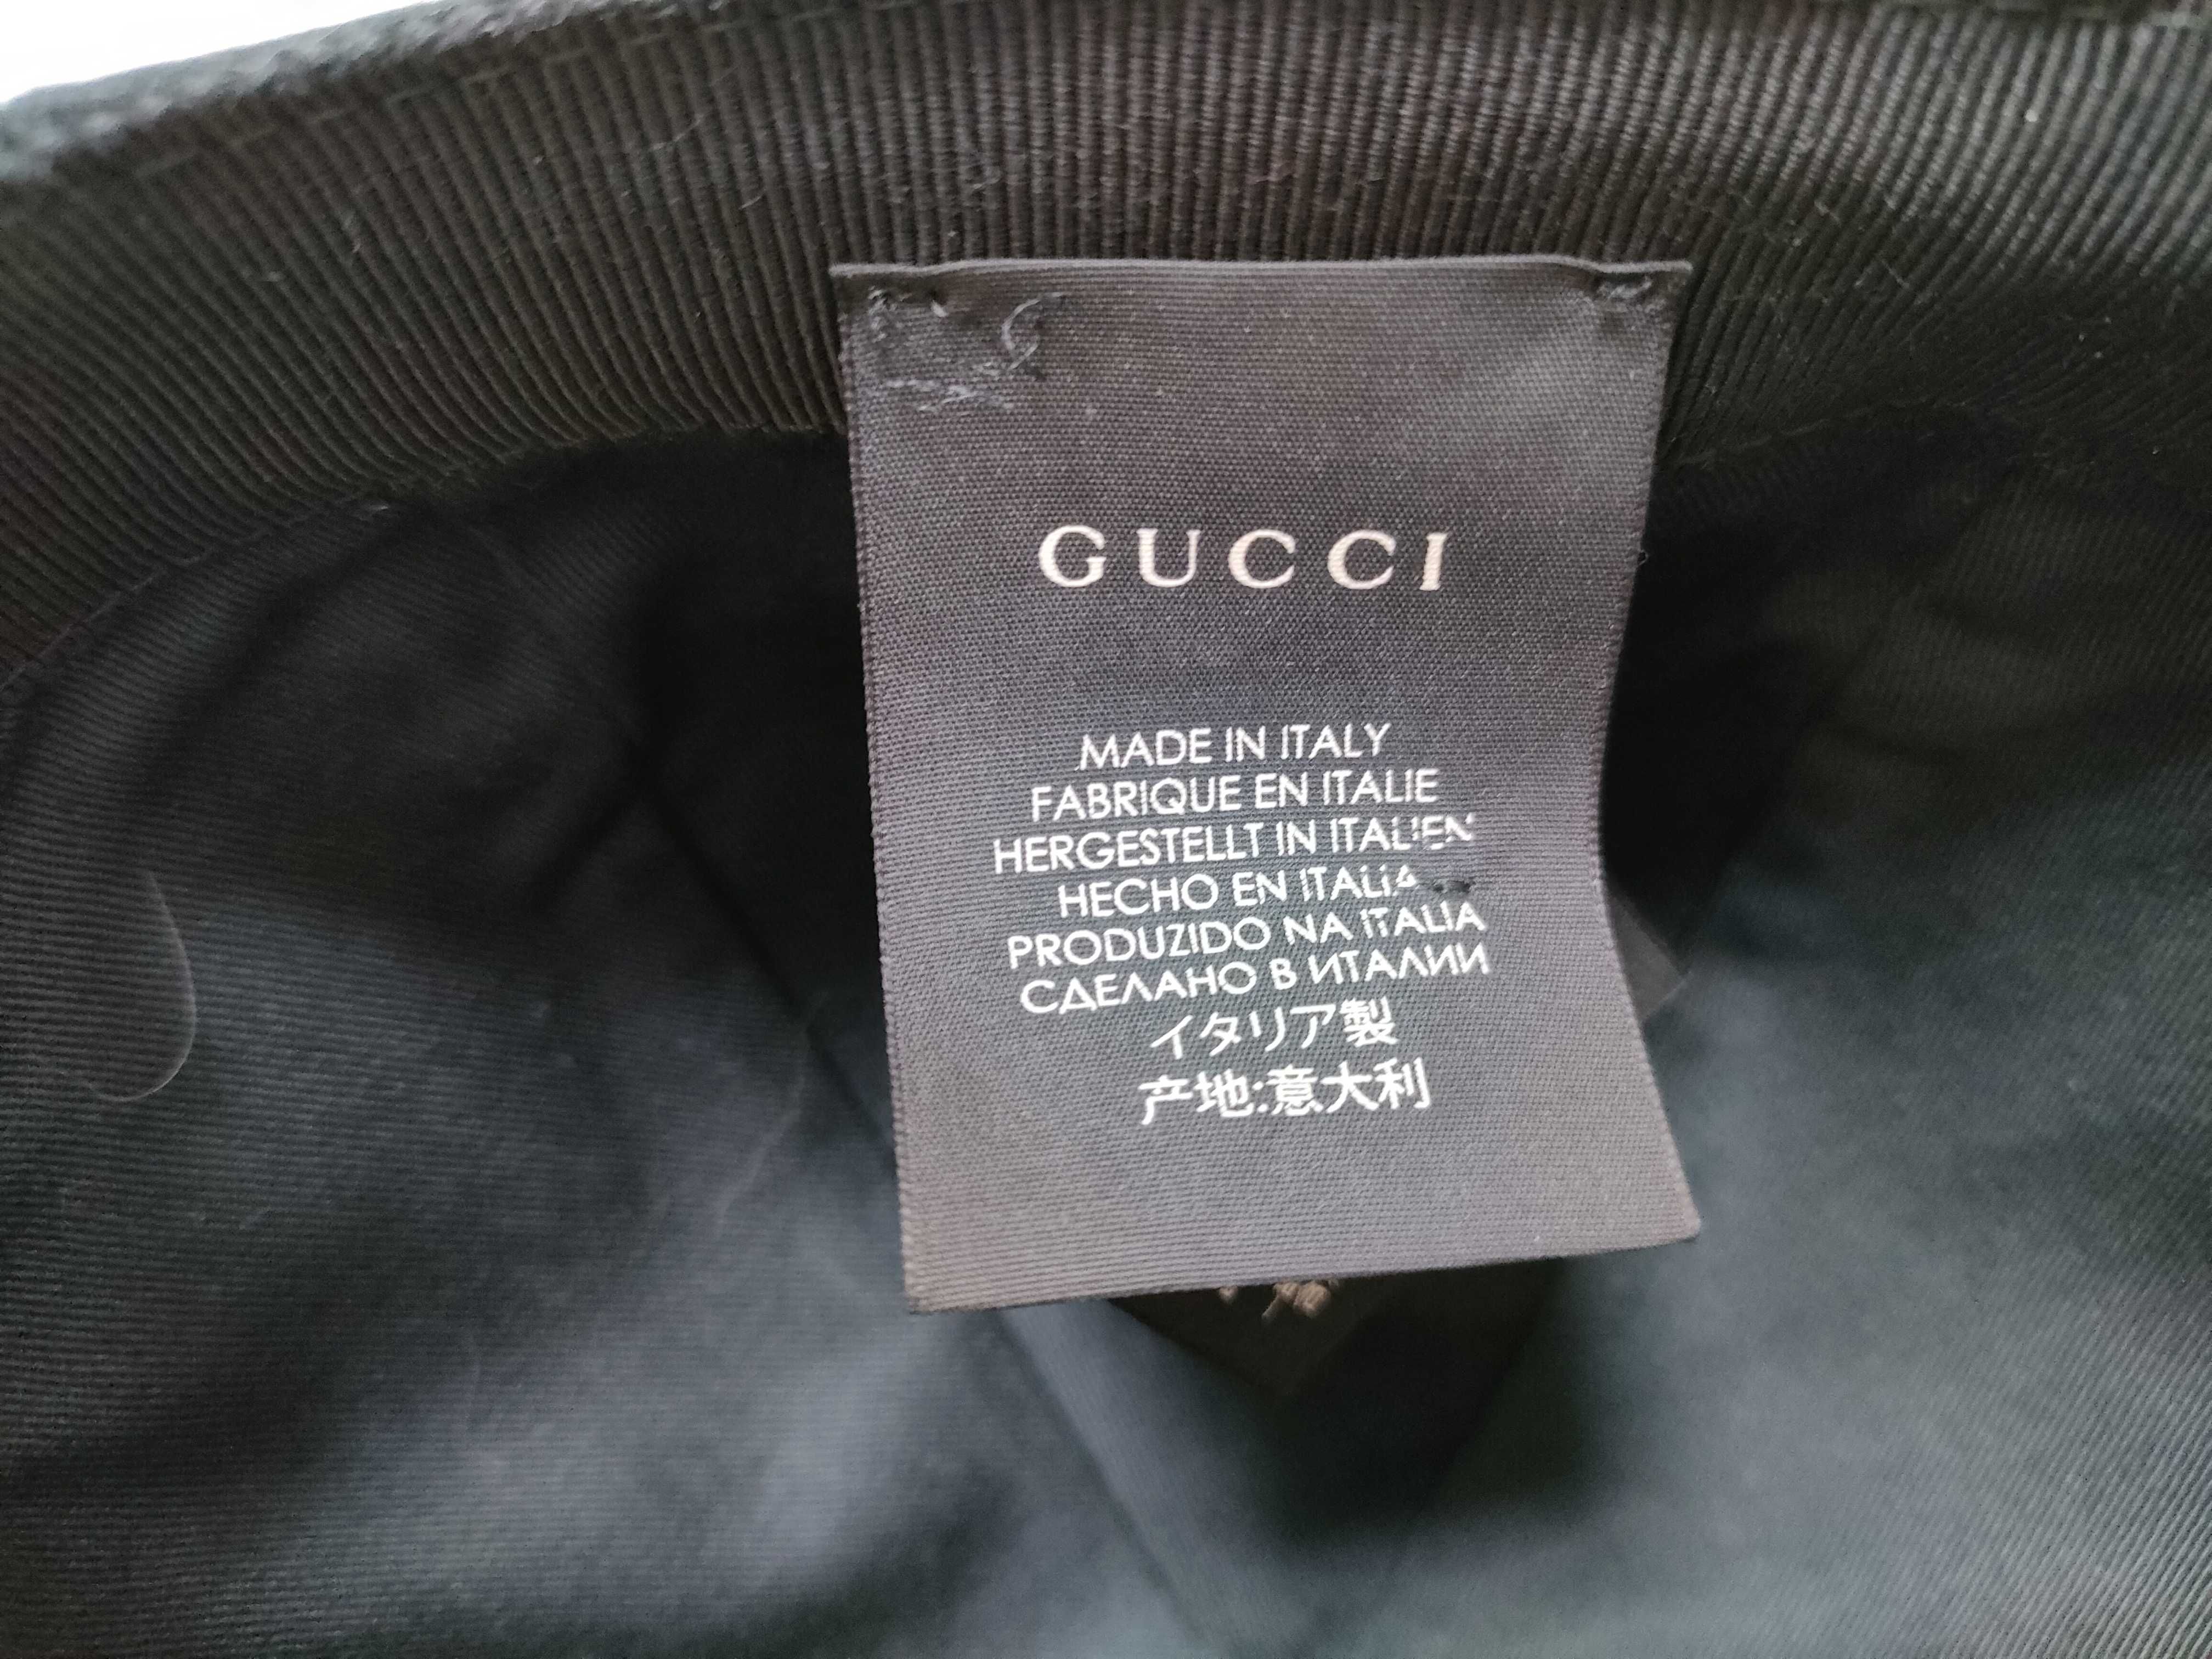 GUCCI
MADE IN ITALY
FABRIQUE EN ITALIE
HERGESTELLT IN ITALIEN
HECHO EN ITALIA
PRODUZIDO NA ITALIA
СДЕЛАНО В ИТАЛИИ
イタリア製
产地:意大利